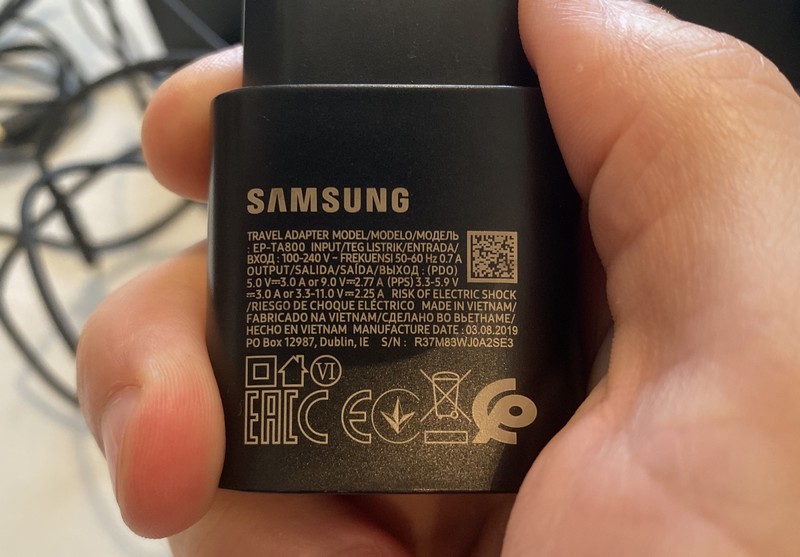 SAMSUNG
TRAVEL ADAPTER MODEL/MODELO/МОДЕЛЬ
: EP-TA800 INPUT/TEG LISTRIK/ENTRADA/
ВХОД : 100-240 V ~ FREKUENSI 50-60 Hz 0.7 A
OUTPUT/SALIDA/SAÍDA/ВЫХОД : (PDO)
5.0 V⎓3.0 A or 9.0 V⎓2.77 A (PPS) 3.3-5.9 V
⎓3.0 A or 3.3-11.0 V⎓2.25 A RISK OF ELECTRIC SHOCK
/RIESGO DE CHOQUE ELÉCTRICO MADE IN VIETNAM/
FABRICADO NA VIETNAM/СДЕЛАНО ВО ВЬЕТНАМЕ/
HECHO EN VIETNAM MANUFACTURE DATE : 03.08.2019
PO Box 12987, Dublin, IE S/N : R37M83WJ0A2SE3
VI
EAC CE